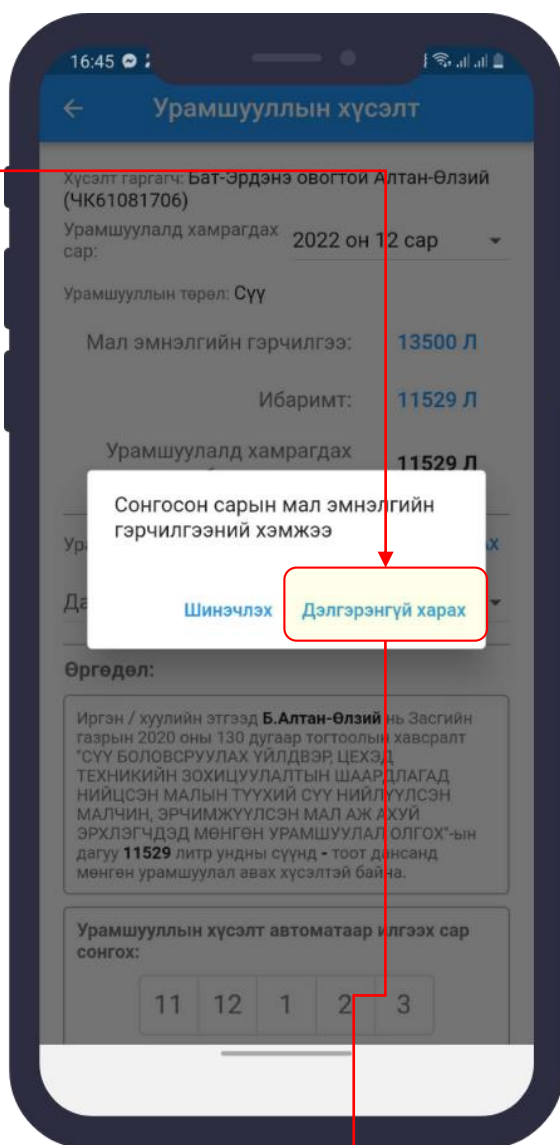 16:45
Урамшууллын хүсэлт
Хүсэлт гаргагч: Бат-Эрдэнэ овогтой Алтан-Өлзий
(ЧК61081706)
Урамшуулалд хамрагдах
сар:
2022 он 12 сар
Урамшууллын төрөл: Сүү
Мал эмнэлгийн гэрчилгээ: 13500 Л
Ибаримт: 11529 Л
Урамшуулалд хамрагдах
11529 Л
Сонгосон сарын мал эмнэлгийн
гэрчилгээний хэмжээ
Шинэчлэх Дэлгэрэнгүй харах
Өргөдөл:
Иргэн / хуулийн этгээд Б.Алтан-Өлзий нь Засгийн
газрын 2020 оны 130 дугаар тогтоолын хавсралт
"СҮҮ БОЛОВСРУУЛАХ ҮЙЛДВЭР, ЦЕХЭД
ТЕХНИКИЙН ЗОХИЦУУЛАЛТЫН ШААРДЛАГАД
НИЙЦСЭН МАЛЫН ТҮҮХИЙ СҮҮ НИЙЛҮҮЛСЭН
МАЛЧИН, ЭРЧИМЖҮҮЛСЭН МАЛ АЖ АХУЙ
ЭРХЛЭГЧДЭД МӨНГӨН УРАМШУУЛАЛ ОЛГОХ"-ын
дагуу 11529 литр ундны сүүнд - тоот дансанд
мөнгөн урамшуулал авах хүсэлтэй байна.
Урамшууллын хүсэлт автоматаар илгээх сар
сонгох:
11 12 1 2 3